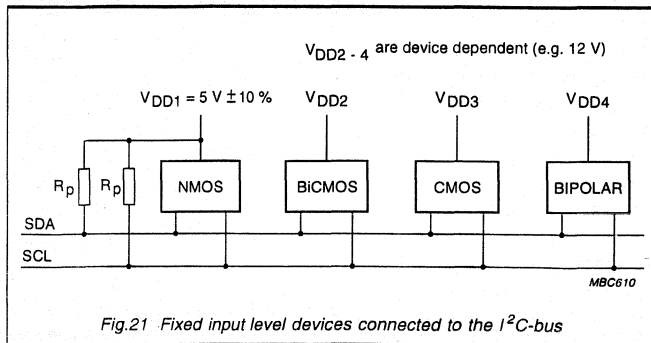 VDD2 - 4 are device dependent (e.g. 12 V)
VDD1 = 5 V ± 10 %
VDD2
VDD3
VDD4
Rp
Rp
NMOS
BiCMOS
CMOS
BIPOLAR
SDA
SCL
MBC610
Fig.21 Fixed input level devices connected to the I²C-bus